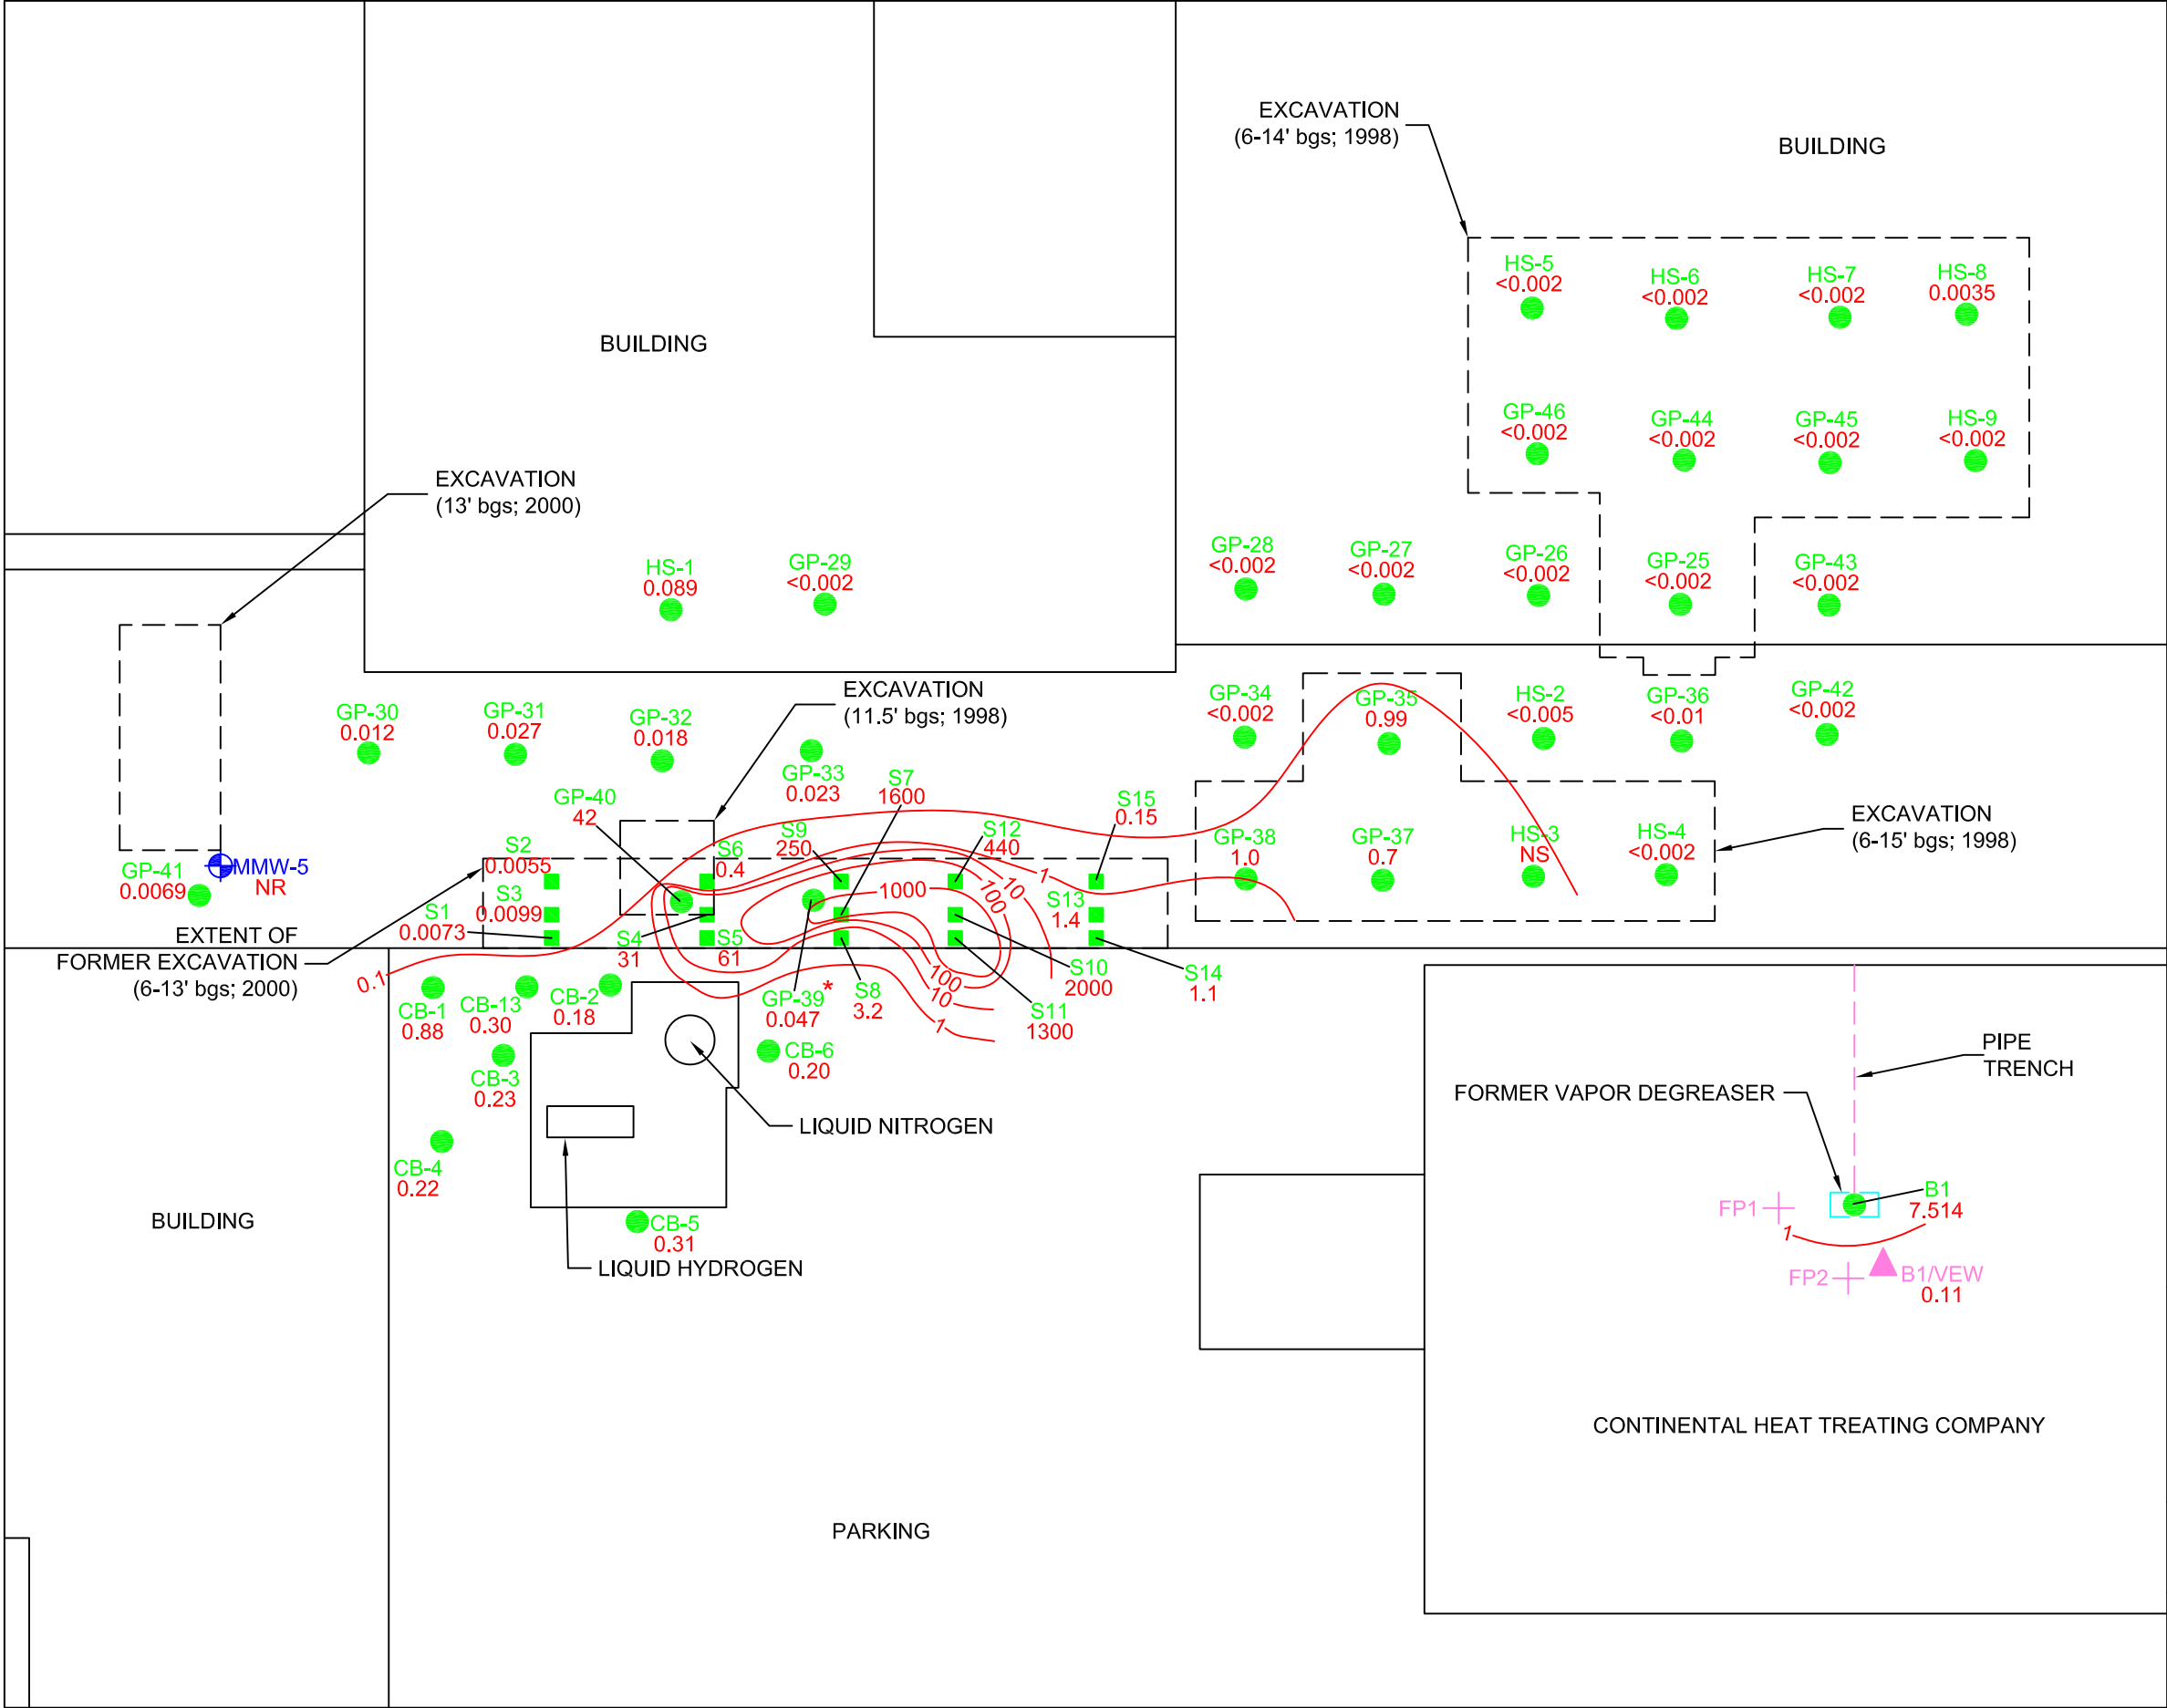 EXCAVATION
(6-14' bgs; 1998)
BUILDING
HS-5
<0.002
HS-6
<0.002
HS-7
<0.002
HS-8
0.0035
BUILDING
GP-46
<0.002
GP-44
<0.002
GP-45
<0.002
HS-9
<0.002
EXCAVATION
(13' bgs; 2000)
HS-1
0.089
GP-29
<0.002
GP-28
<0.002
GP-27
<0.002
GP-26
<0.002
GP-25
<0.002
GP-43
<0.002
GP-30
0.012
GP-31
0.027
GP-32
0.018
EXCAVATION
(11.5' bgs; 1998)
GP-34
<0.002
GP-35
0.99
HS-2
<0.005
GP-36
<0.01
GP-42
<0.002
GP-33
0.023
GP-40
42
S7
1600
S15
0.15
EXCAVATION
(6-15' bgs; 1998)
S9
250
S12
440
S2
0.0055
S6
0.4
GP-38
1.0
GP-37
0.7
HS-3
NS
HS-4
<0.002
GP-41
0.0069
MMW-5
NR
S3
0.0099
1000
100
10
1
S13
1.4
S1
0.0073
EXTENT OF
FORMER EXCAVATION
(6-13' bgs; 2000)
S4
31
S5
61
0.1
CB-1
0.88
CB-13
0.30
CB-2
0.18
GP-39 *
0.047
S8
3.2
100
10
1
S10
2000
S11
1300
S14
1.1
CB-3
0.23
CB-6
0.20
PIPE
TRENCH
FORMER VAPOR DEGREASER
LIQUID NITROGEN
CB-4
0.22
BUILDING
CB-5
0.31
LIQUID HYDROGEN
FP1
B1
7.514
1
FP2
B1/VEW
0.11
CONTINENTAL HEAT TREATING COMPANY
PARKING